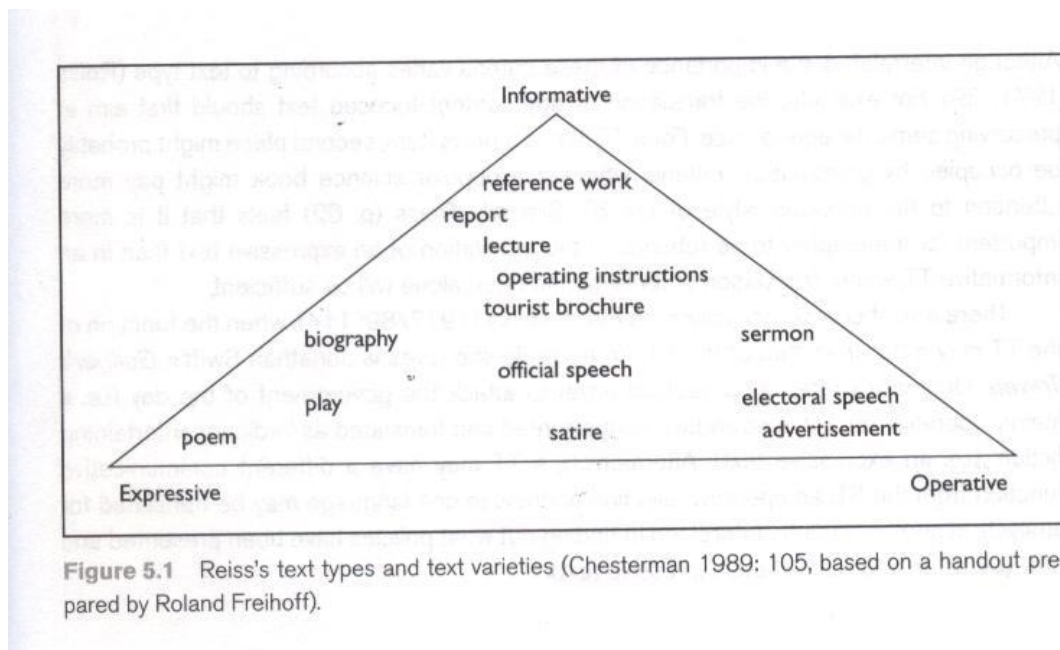 Informative
reference work
report
lecture
operating instructions
tourist brochure
biography
sermon
official speech
play
electoral speech
poem
satire
advertisement
Expressive
Operative
Figure 5.1 Reiss's text types and text varieties (Chesterman 1989: 105, based on a handout pre
pared by Roland Freihoff).